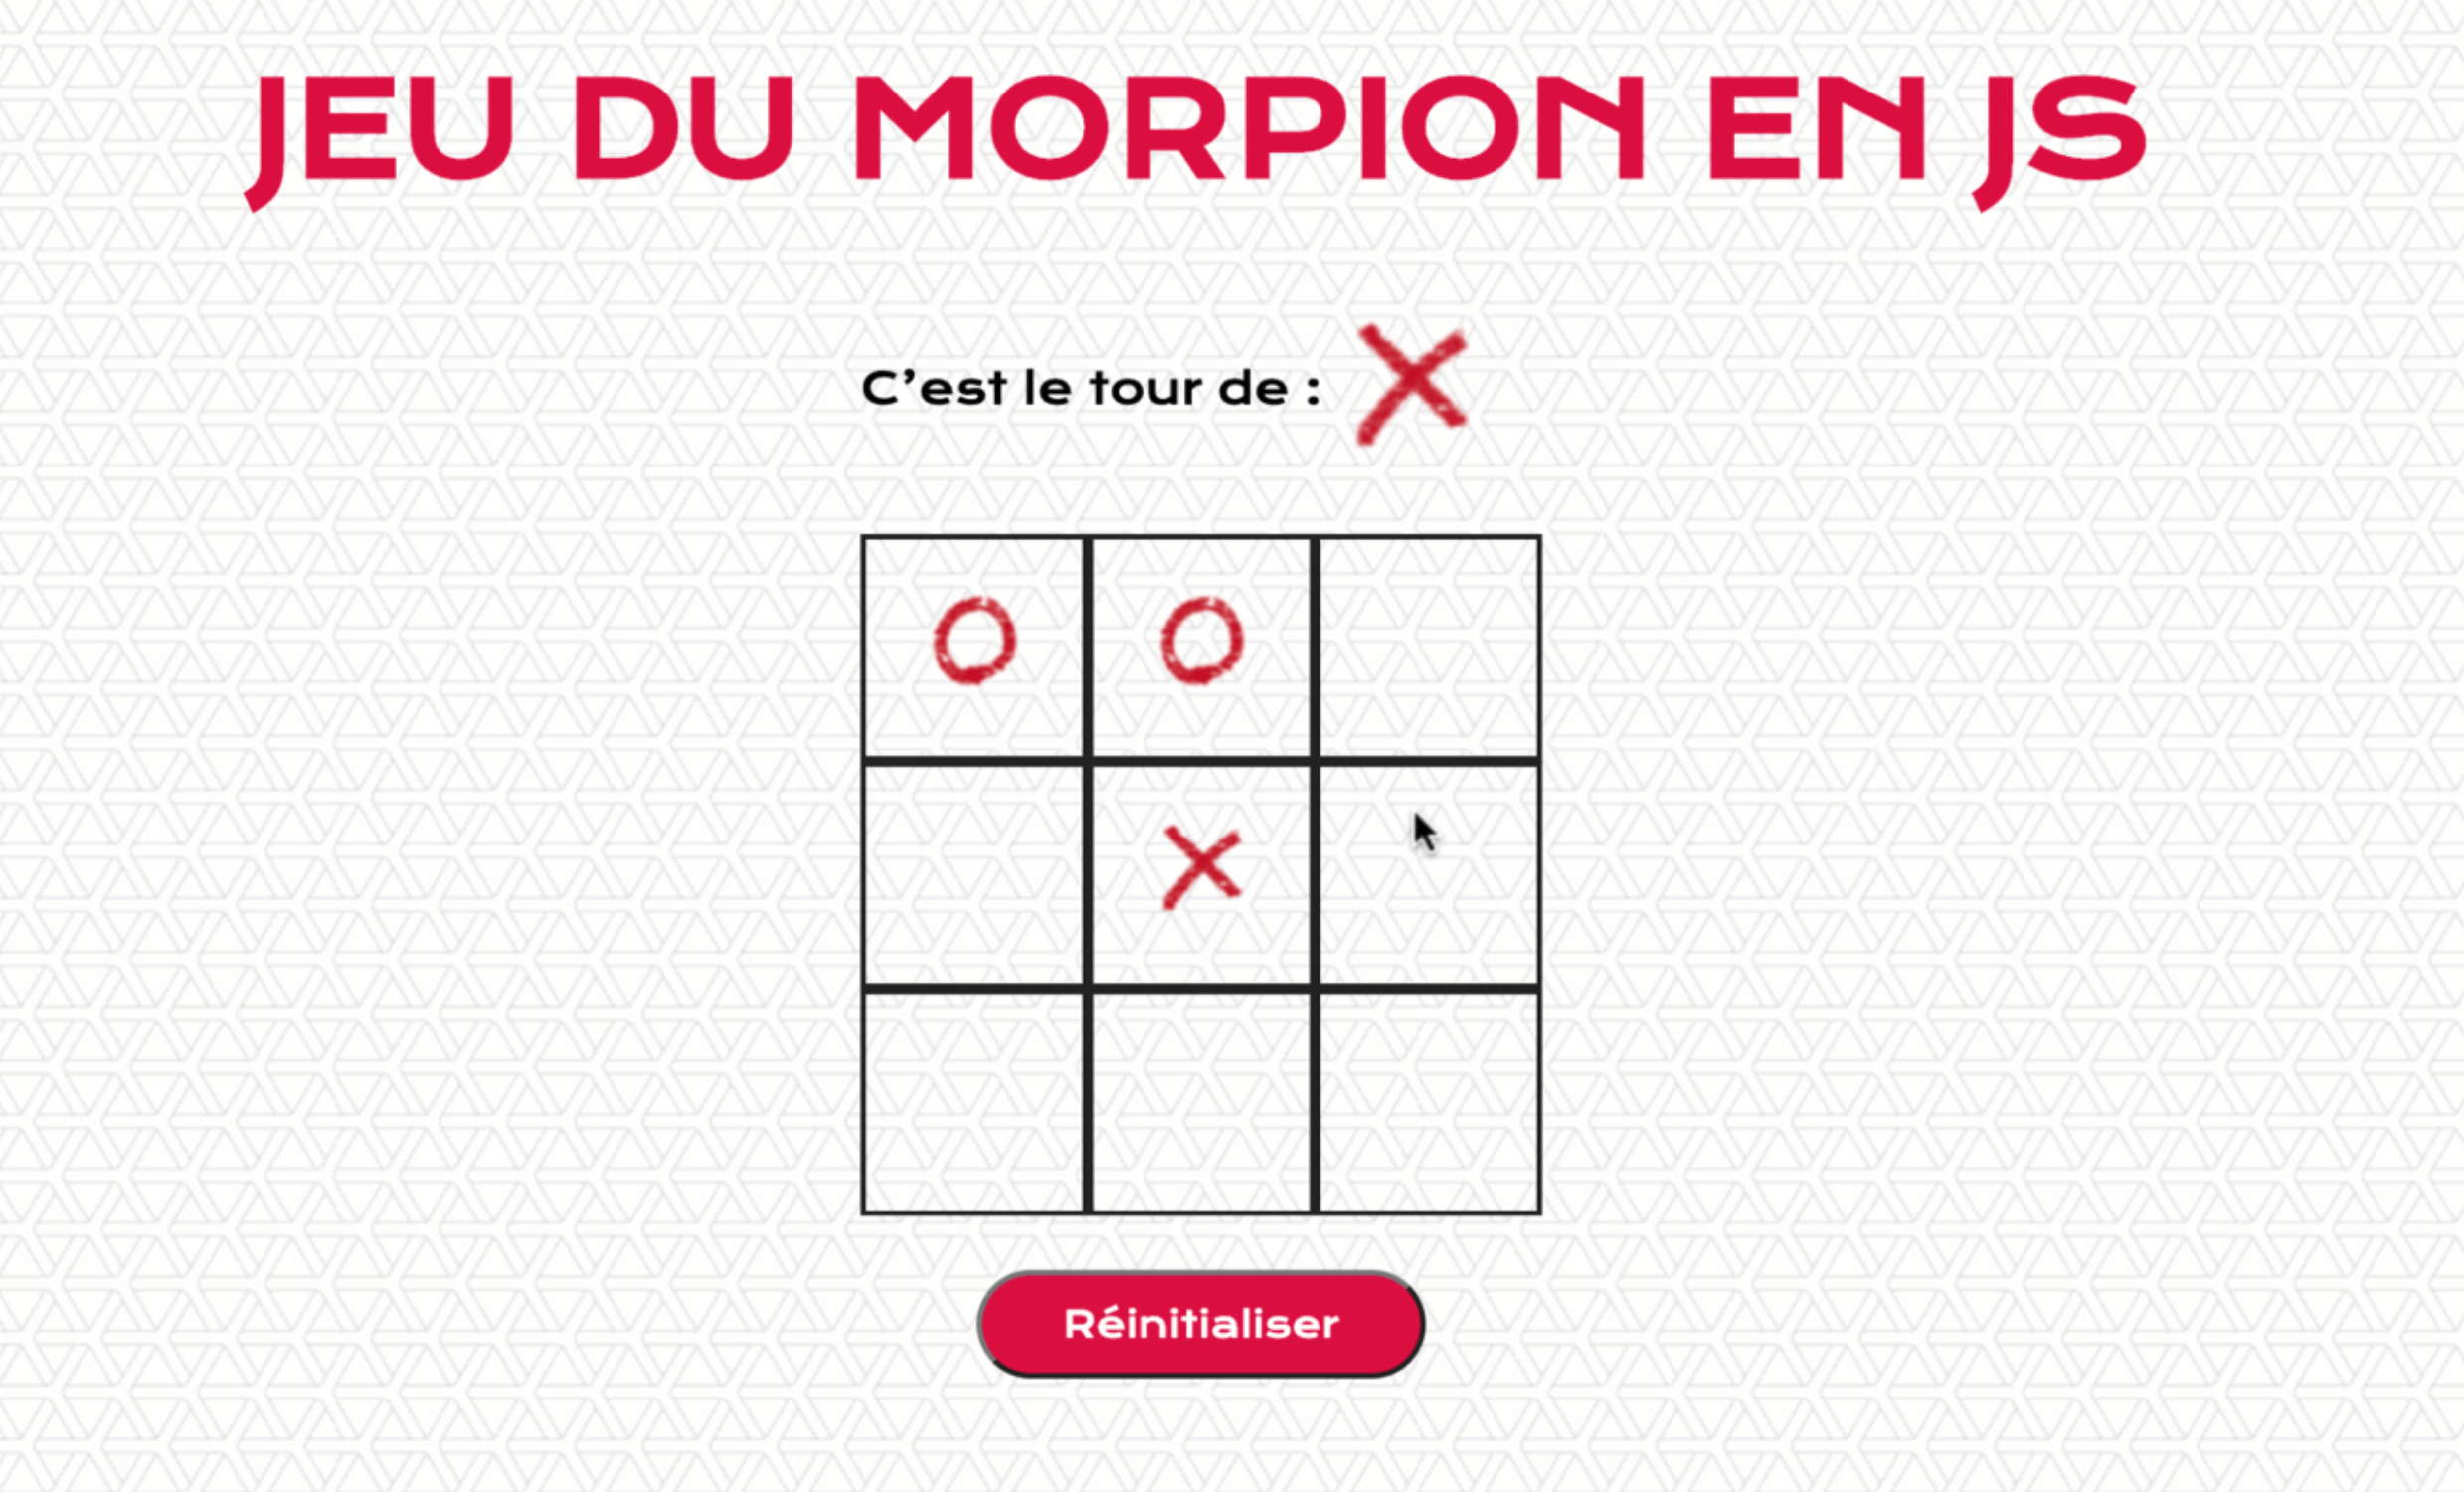 JEU DU MORPION EN JS
C’est le tour de : X
O O
X
Réinitialiser